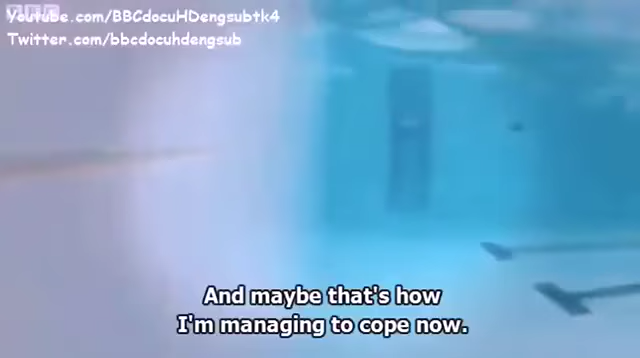 Youtube.com/BBCdocuHDengsubtk4
Twitter.com/bbcdocuhdengsub
And maybe that's how
I'm managing to cope now.